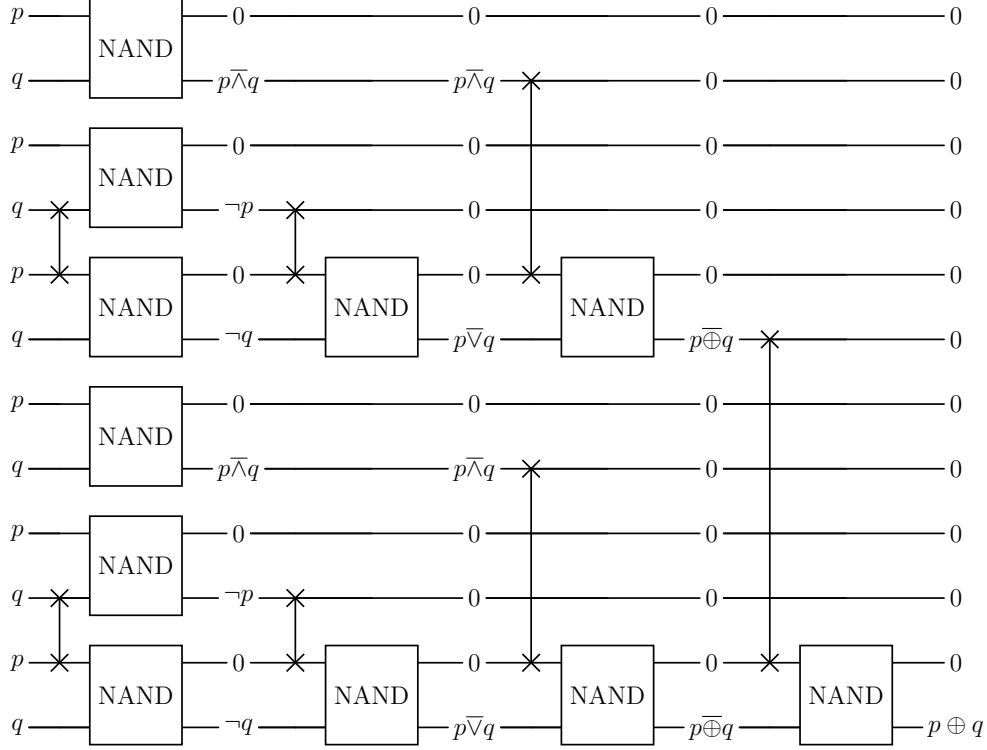 p 0 0 0 0
NAND
q p⊼q p⊼q 0 0
p 0 0 0 0
NAND
q ¬p 0 0 0
p 0 0 0 0
NAND NAND NAND
q ¬q p⊽q p⊕̅q 0
p 0 0 0 0
NAND
q p⊼q p⊼q 0 0
p 0 0 0 0
NAND
q ¬p 0 0 0
p 0 0 0 0
NAND NAND NAND NAND
q ¬q p⊽q p⊕̅q p ⊕ q